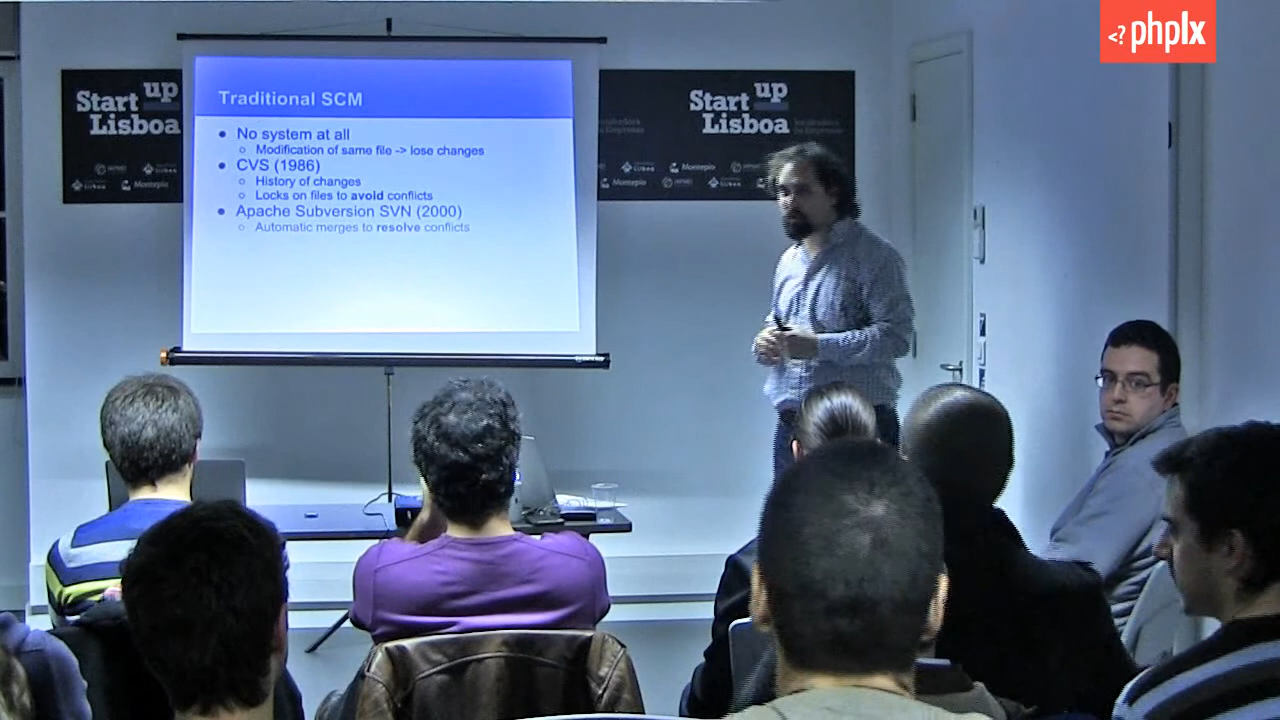 <?phplx
Start up
Lisboa
Start up
Lisboa
Montepio
Montepio
Montepio
Traditional SCM
● No system at all
○ Modification of same file -> lose changes
● CVS (1986)
○ History of changes
○ Locks on files to avoid conflicts
● Apache Subversion SVN (2000)
○ Automatic merges to resolve conflicts